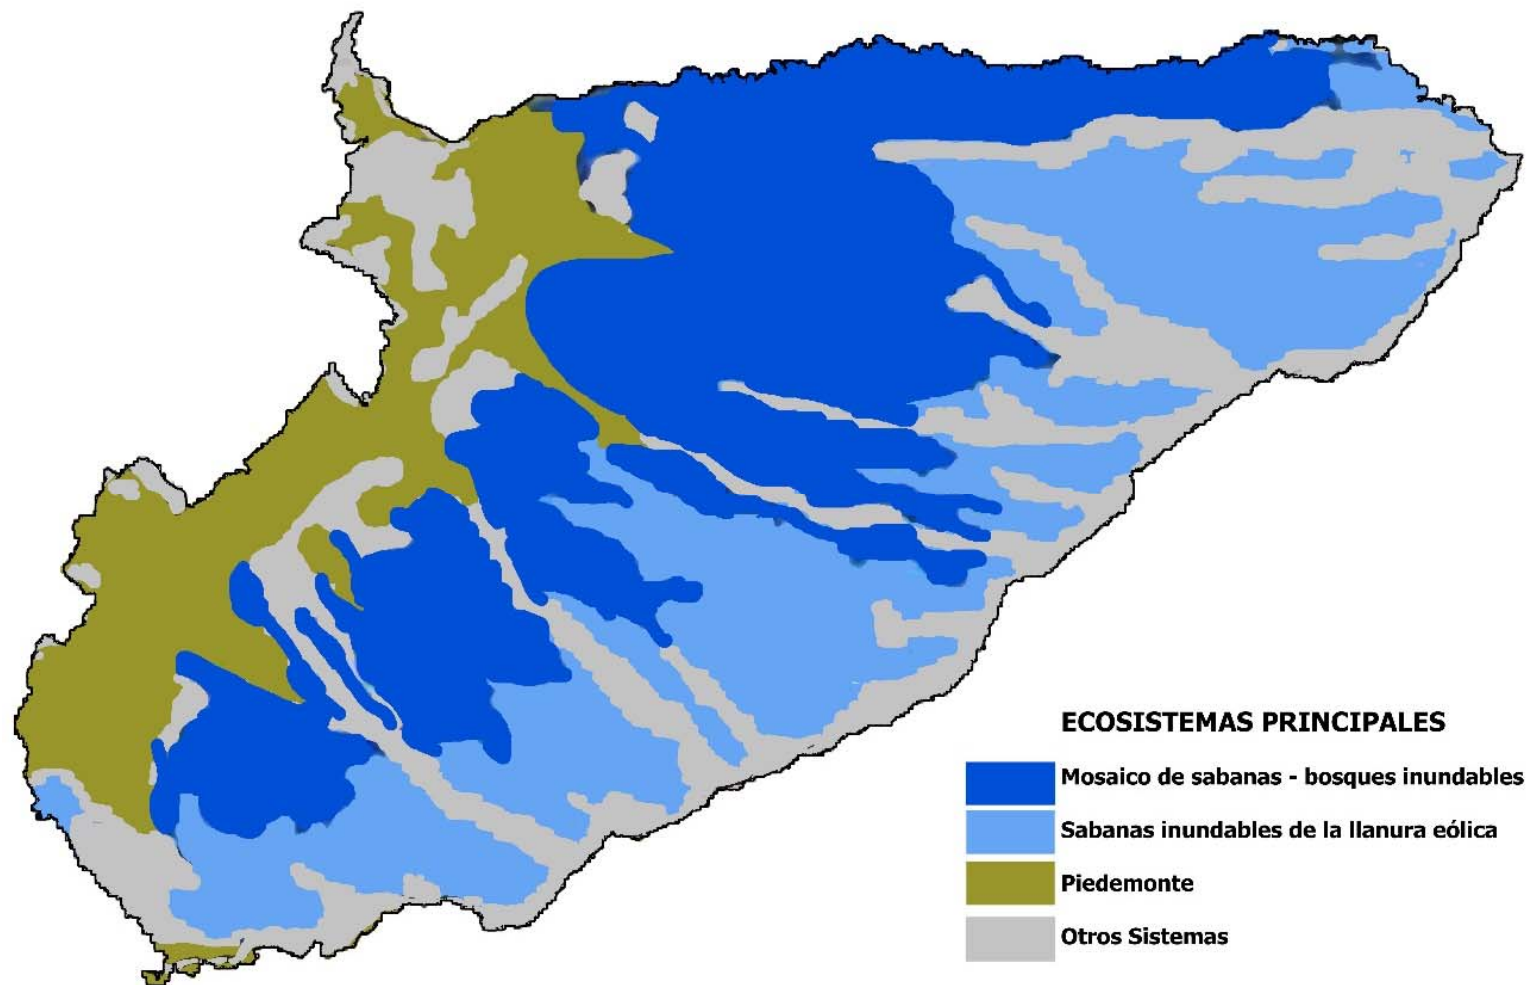 ECOSISTEMAS PRINCIPALES
Mosaico de sabanas - bosques inundables
Sabanas inundables de la llanura eólica
Piedemonte
Otros Sistemas